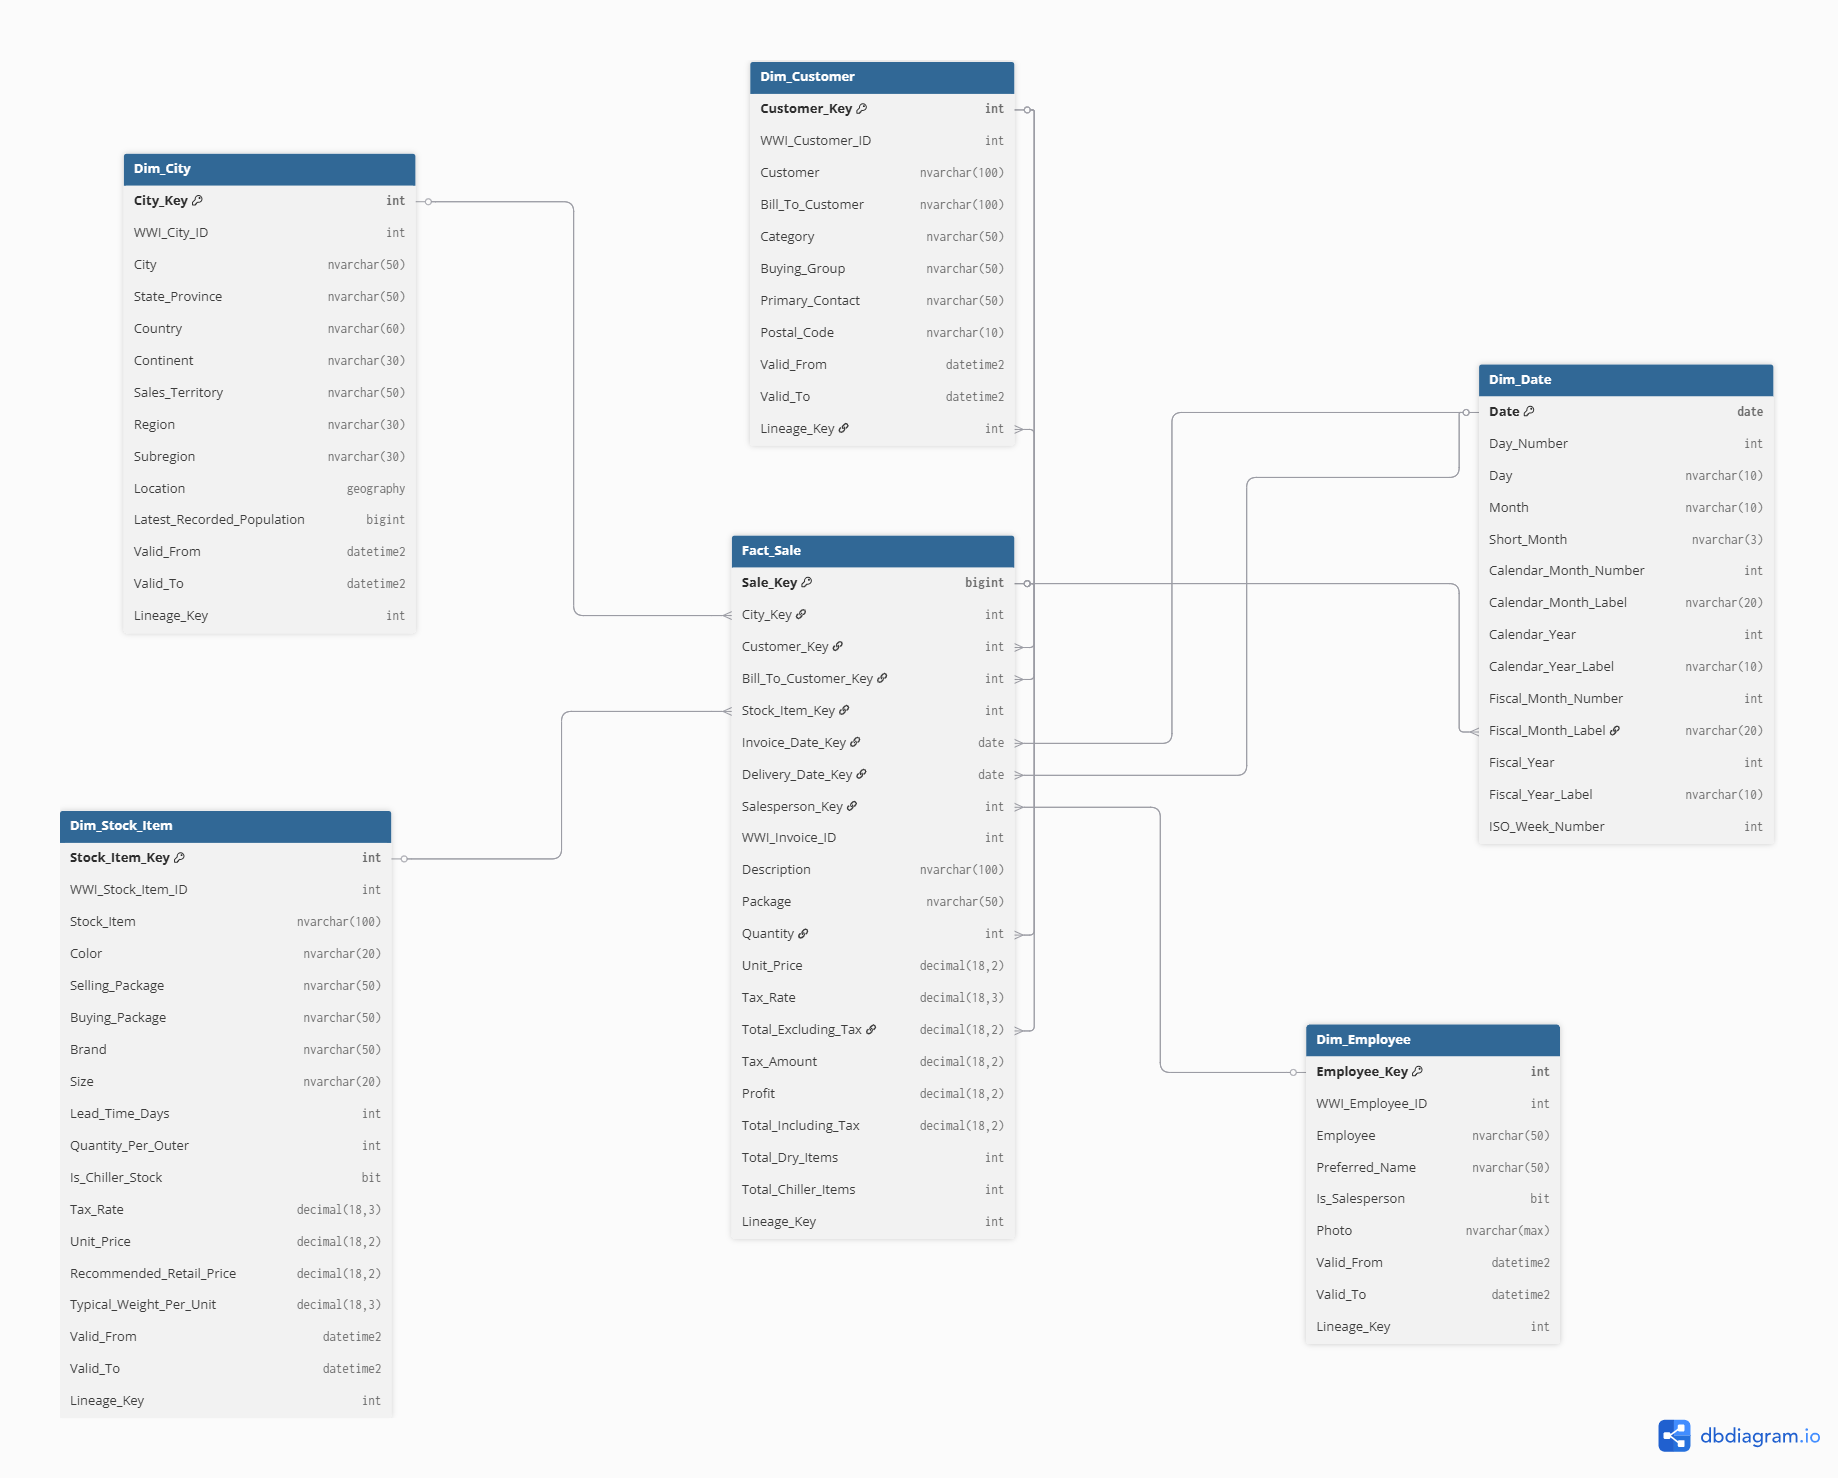 Dim_Customer
Customer_Key int
WWI_Customer_ID int
Customer nvarchar(100)
Bill_To_Customer nvarchar(100)
Category nvarchar(50)
Buying_Group nvarchar(50)
Primary_Contact nvarchar(50)
Postal_Code nvarchar(10)
Valid_From datetime2
Valid_To datetime2
Lineage_Key int
Dim_City
City_Key int
WWI_City_ID int
City nvarchar(50)
State_Province nvarchar(50)
Country nvarchar(60)
Continent nvarchar(30)
Sales_Territory nvarchar(50)
Region nvarchar(30)
Subregion nvarchar(30)
Location geography
Latest_Recorded_Population bigint
Valid_From datetime2
Valid_To datetime2
Lineage_Key int
Dim_Date
Date date
Day_Number int
Day nvarchar(10)
Month nvarchar(10)
Short_Month nvarchar(3)
Calendar_Month_Number int
Calendar_Month_Label nvarchar(20)
Calendar_Year int
Calendar_Year_Label nvarchar(10)
Fiscal_Month_Number int
Fiscal_Month_Label nvarchar(20)
Fiscal_Year int
Fiscal_Year_Label nvarchar(10)
ISO_Week_Number int
Fact_Sale
Sale_Key bigint
City_Key int
Customer_Key int
Bill_To_Customer_Key int
Stock_Item_Key int
Invoice_Date_Key date
Delivery_Date_Key date
Salesperson_Key int
WWI_Invoice_ID int
Description nvarchar(100)
Package nvarchar(50)
Quantity int
Unit_Price decimal(18,2)
Tax_Rate decimal(18,3)
Total_Excluding_Tax decimal(18,2)
Tax_Amount decimal(18,2)
Profit decimal(18,2)
Total_Including_Tax decimal(18,2)
Total_Dry_Items int
Total_Chiller_Items int
Lineage_Key int
Dim_Stock_Item
Stock_Item_Key int
WWI_Stock_Item_ID int
Stock_Item nvarchar(100)
Color nvarchar(20)
Selling_Package nvarchar(50)
Buying_Package nvarchar(50)
Brand nvarchar(50)
Size nvarchar(20)
Lead_Time_Days int
Quantity_Per_Outer int
Is_Chiller_Stock bit
Tax_Rate decimal(18,3)
Unit_Price decimal(18,2)
Recommended_Retail_Price decimal(18,2)
Typical_Weight_Per_Unit decimal(18,3)
Valid_From datetime2
Valid_To datetime2
Lineage_Key int
Dim_Employee
Employee_Key int
WWI_Employee_ID int
Employee nvarchar(50)
Preferred_Name nvarchar(50)
Is_Salesperson bit
Photo nvarchar(max)
Valid_From datetime2
Valid_To datetime2
Lineage_Key int
dbdiagram.io